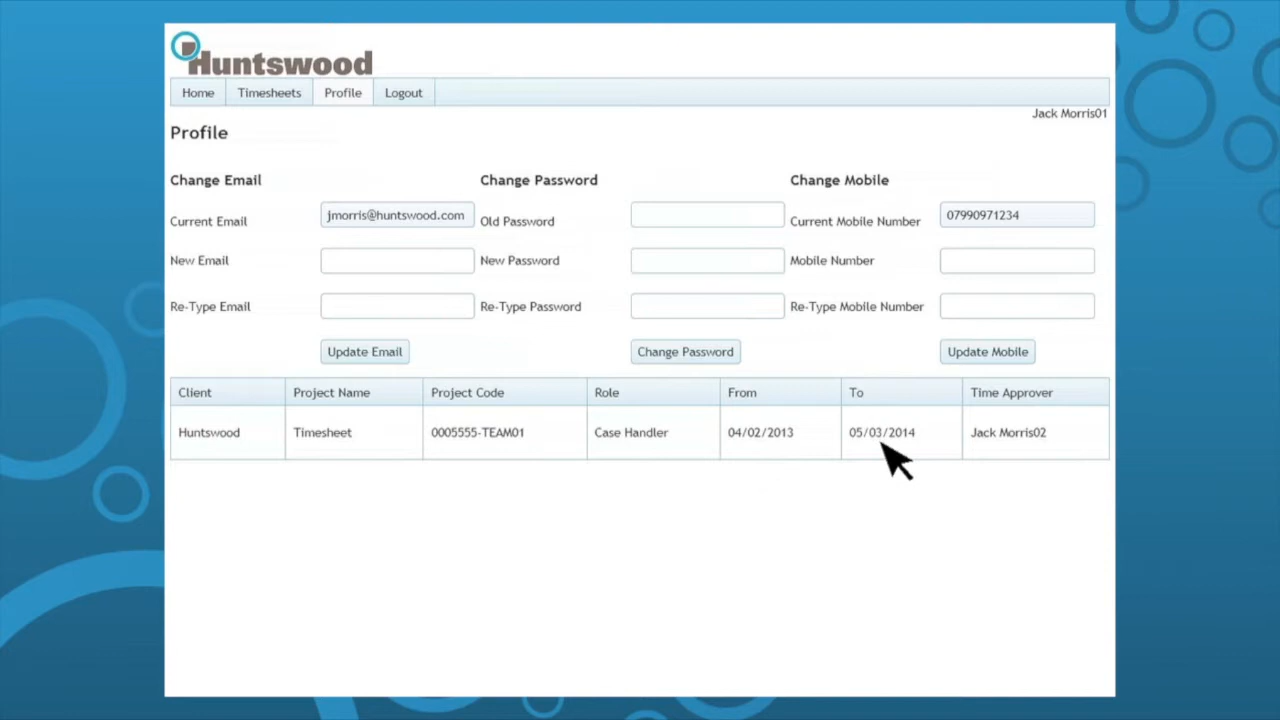 Huntswood
Home Timesheets Profile Logout
Jack Morris01
Profile
Change Email Change Password Change Mobile
Current Email jmorris@huntswood.com Old Password Current Mobile Number 07990971234
New Email New Password Mobile Number
Re-Type Email Re-Type Password Re-Type Mobile Number
Update Email Change Password Update Mobile
Client Project Name Project Code Role From To Time Approver
Huntswood Timesheet 0005555-TEAM01 Case Handler 04/02/2013 05/03/2014 Jack Morris02